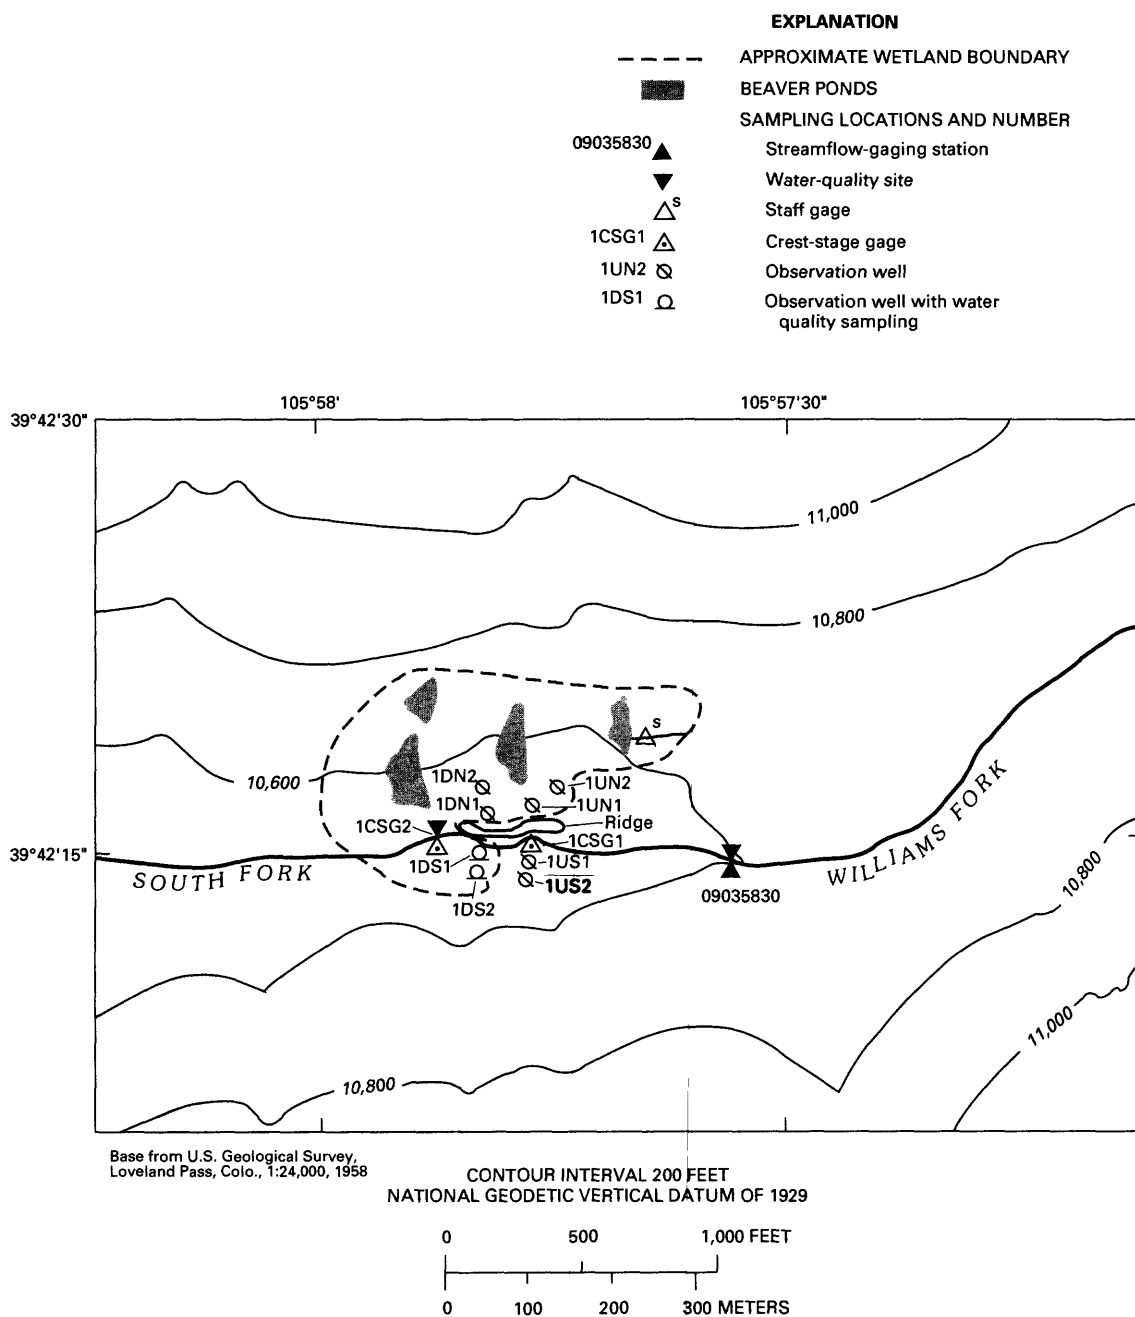 EXPLANATION
APPROXIMATE WETLAND BOUNDARY
BEAVER PONDS
SAMPLING LOCATIONS AND NUMBER
09035830 Streamflow-gaging station
Water-quality site
S Staff gage
1CSG1 Crest-stage gage
1UN2 Observation well
1DS1 Observation well with water
quality sampling
105°58' 105°57'30"
39°42'30"
11,000
10,800
S
10,600
1DN2 1UN2
1DN1 1UN1
1CSG2 Ridge
1CSG1
39°42'15"
1DS1 1US1
SOUTH FORK WILLIAMS FORK
1US2
10,800
09035830
1DS2
11,000
10,800
Base from U.S. Geological Survey,
Loveland Pass, Colo., 1:24,000, 1958
CONTOUR INTERVAL 200 FEET
NATIONAL GEODETIC VERTICAL DATUM OF 1929
0 500 1,000 FEET
0 100 200 300 METERS